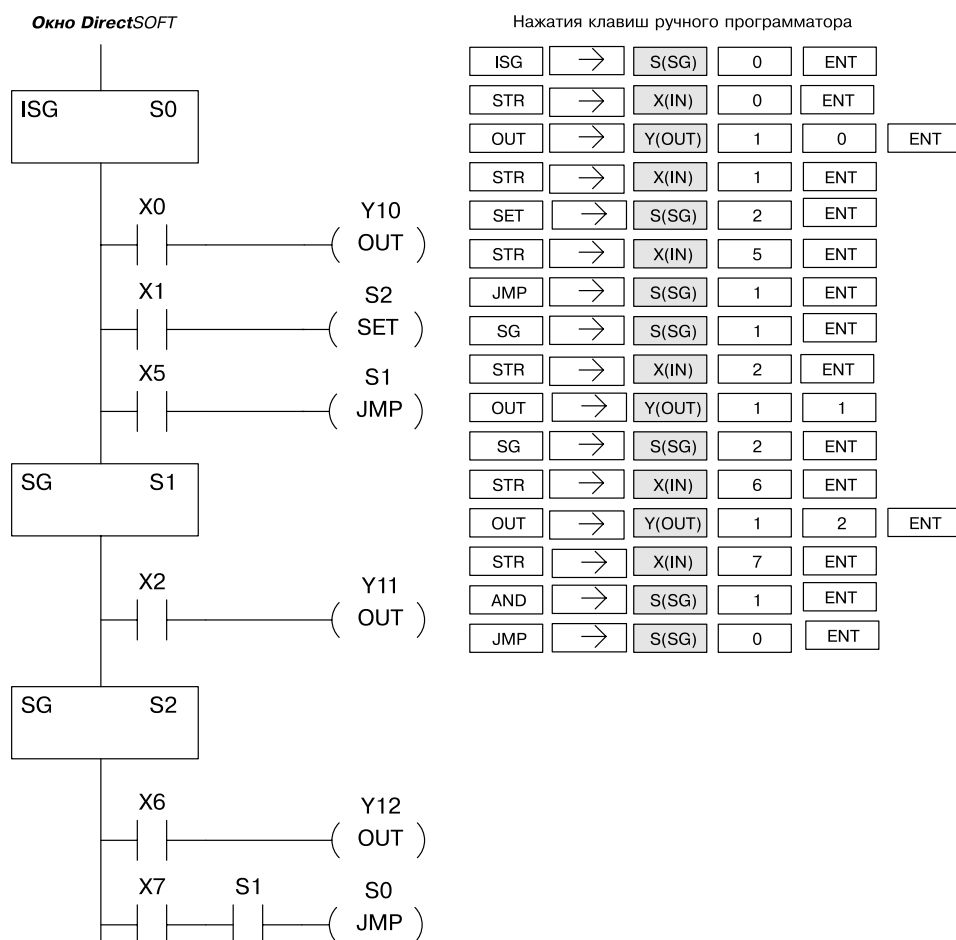 Окно DirectSOFT
ISG S0
X0 Y10
OUT
X1 S2
SET
X5 S1
JMP
SG S1
X2 Y11
OUT
SG S2
X6 Y12
OUT
X7 S1 S0
JMP
Нажатия клавиш ручного программатора
ISG → S(SG) 0 ENT
STR → X(IN) 0 ENT
OUT → Y(OUT) 1 0 ENT
STR → X(IN) 1 ENT
SET → S(SG) 2 ENT
STR → X(IN) 5 ENT
JMP → S(SG) 1 ENT
SG → S(SG) 1 ENT
STR → X(IN) 2 ENT
OUT → Y(OUT) 1 1
SG → S(SG) 2 ENT
STR → X(IN) 6 ENT
OUT → Y(OUT) 1 2 ENT
STR → X(IN) 7 ENT
AND → S(SG) 1 ENT
JMP → S(SG) 0 ENT